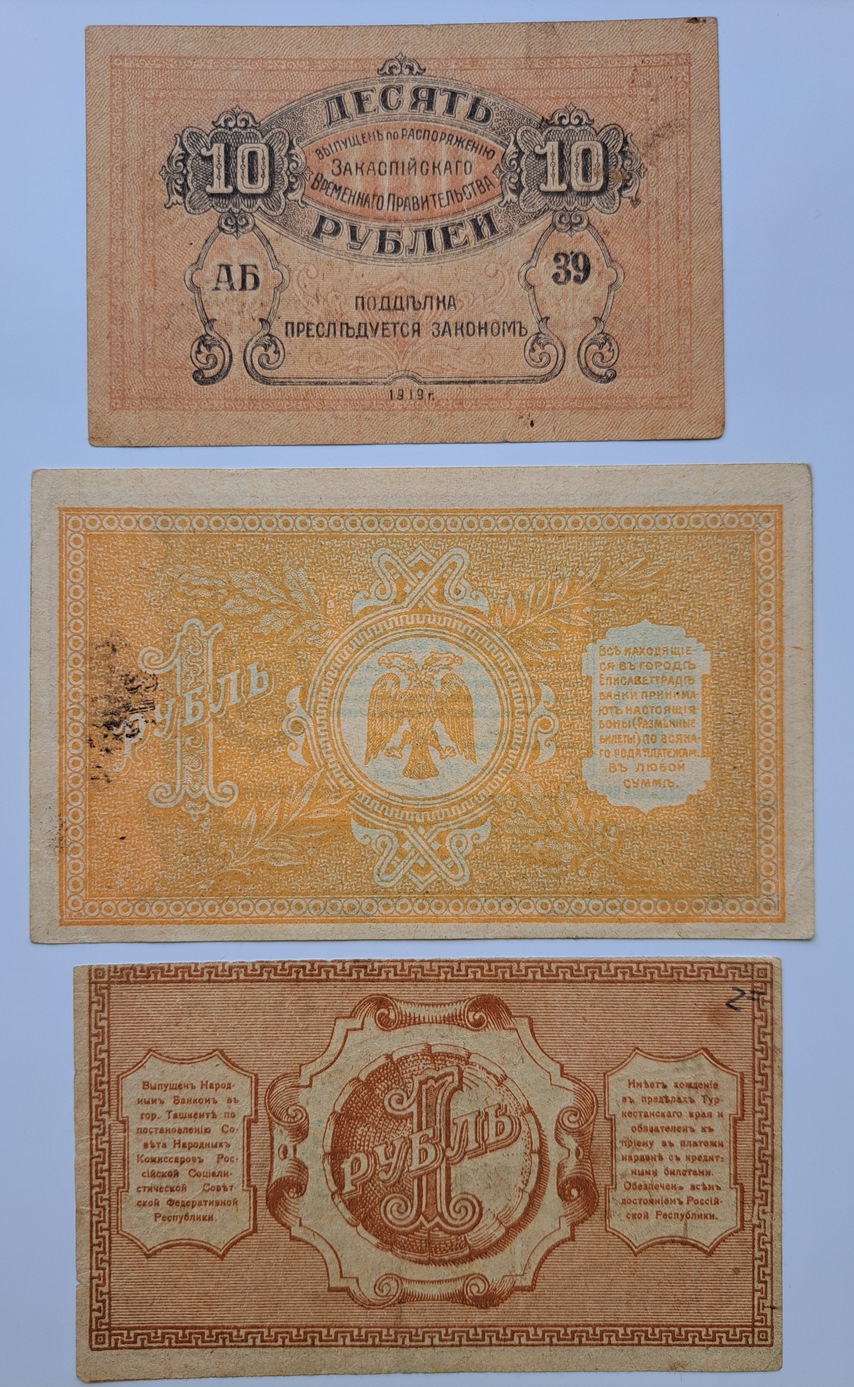 ДЕСЯТЬ
ВЫПУЩЕНЪ ПО РАСПОРЯЖЕНІЮ
ЗАКАСПІЙСКАГО
ВРЕМЕННАГО ПРАВИТЕЛЬСТВА
10 10
РУБЛЕЙ
АБ 39
ПОДДѢЛКА
ПРЕСЛѢДУЕТСЯ ЗАКОНОМЪ
1919 г.
1
РУБЛЬ
ВСѢ НАХОДЯЩІЕ
СЯ ВЪ ГОРОДѢ
ЕЛИСАВЕТГРАДѢ
БАНКИ ПРИНИМА
ЮТЪ НАСТОЯЩІЯ
БОНЫ (РАЗМѢННЫЕ
БИЛЕТЫ) ПО ВСЯКА-
ГО РОДА ПЛАТЕЖАМ.
ВЪ ЛЮБОЙ
СУММѢ.
Выпущенъ Народ-
нымъ Банкомъ въ
гор. Ташкентѣ по
постановленію Со-
вѣта Народныхъ
Комиссаровъ Рос-
сійской Соціали-
стической Совѣт-
ской Федеративной
Республики.
1
РУБЛЬ
Имѣетъ хожденіе
въ предѣлахъ Тур-
кестанскаго края и
обязателенъ къ
пріему въ платежи
наравнѣ съ кредит-
ными билетами.
Обезпеченъ всѣмъ
достояніемъ Россій-
ской Республики.